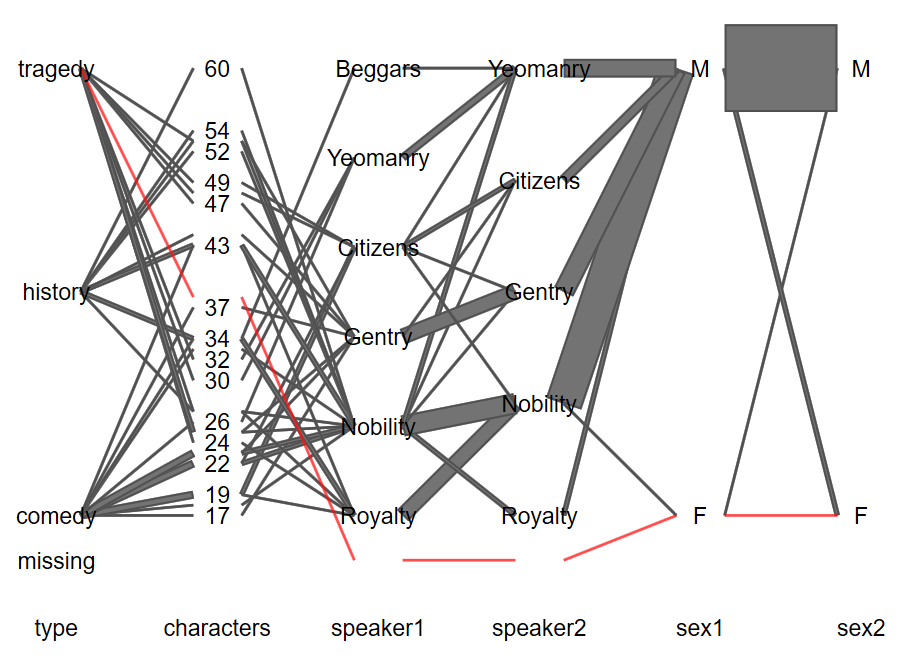 tragedy 60 Beggars Yeomanry M M
54
52 Yeomanry
49 Citizens
47
43 Citizens
history 37 Gentry
34 Gentry
32
30
26 Nobility Nobility
24
22
19
comedy 17 Royalty Royalty F F
missing
type characters speaker1 speaker2 sex1 sex2